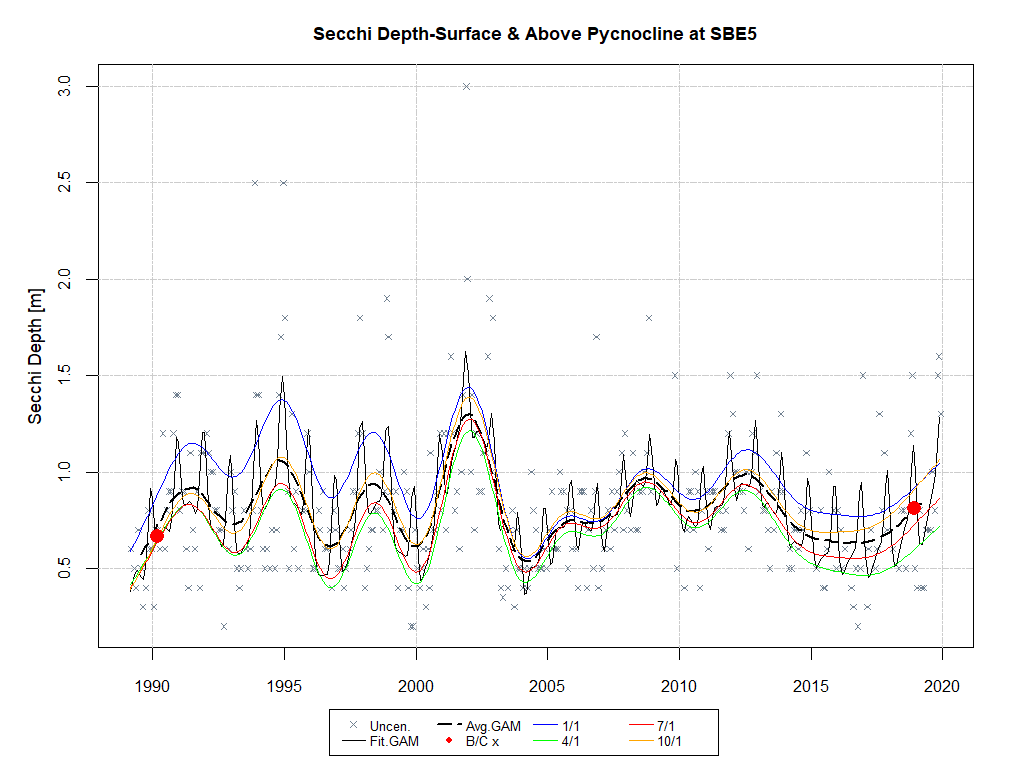 Secchi Depth-Surface & Above Pycnocline at SBE5
Secchi Depth [m]
3.0
2.5
2.0
1.5
1.0
0.5
1990 1995 2000 2005 2010 2015 2020
Uncen. Avg.GAM 1/1 7/1
Fit.GAM B/C x 4/1 10/1